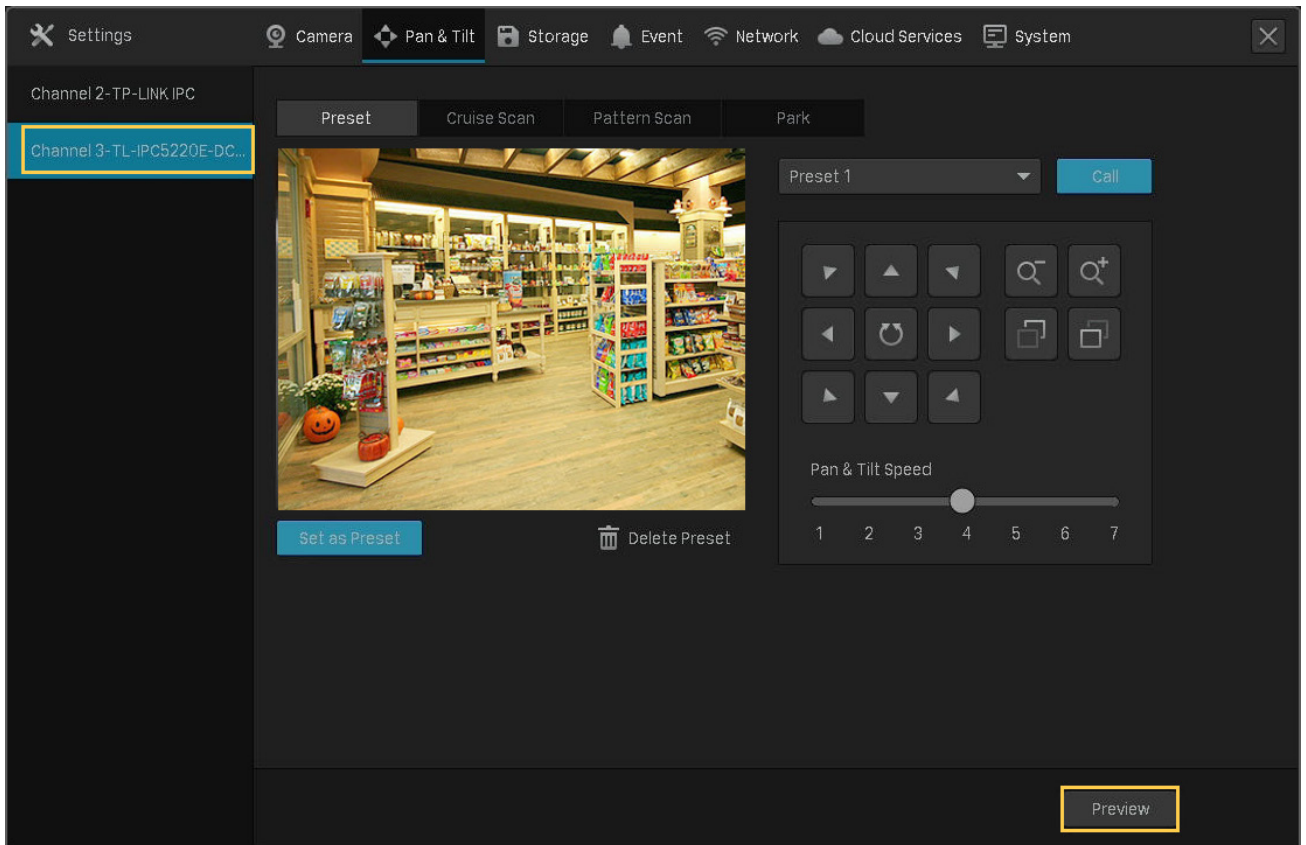 Settings
Camera
Pan & Tilt
Storage
Event
Network
Cloud Services
System
Channel 2-TP-LINK IPC
Channel 3-TL-IPC5220E-DC...
Preset
Cruise Scan
Pattern Scan
Park
Preset 1
Call
Pan & Tilt Speed
1 2 3 4 5 6 7
Set as Preset
Delete Preset
Preview